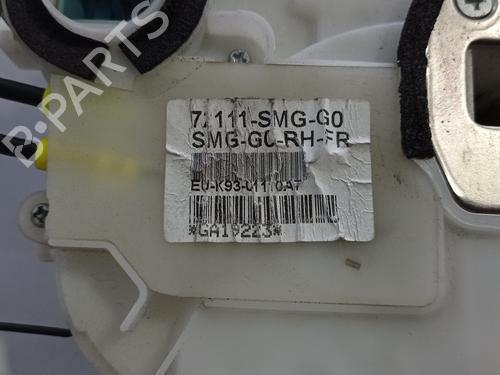 72111-SMG-G0
SMG-G0-RH-FR
*GA19223*
B-PARTS